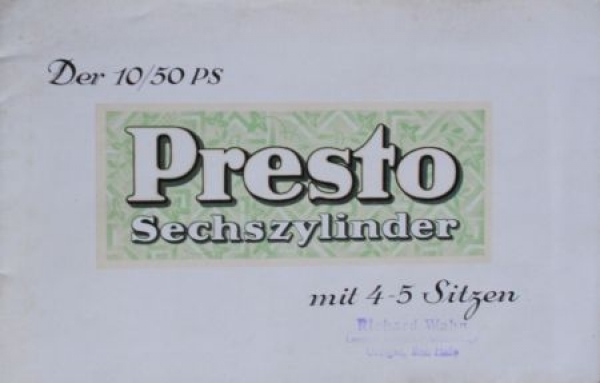 Der 10/50 PS
Presto
Sechszylinder
mit 4-5 Sitzen
Richard Wahn